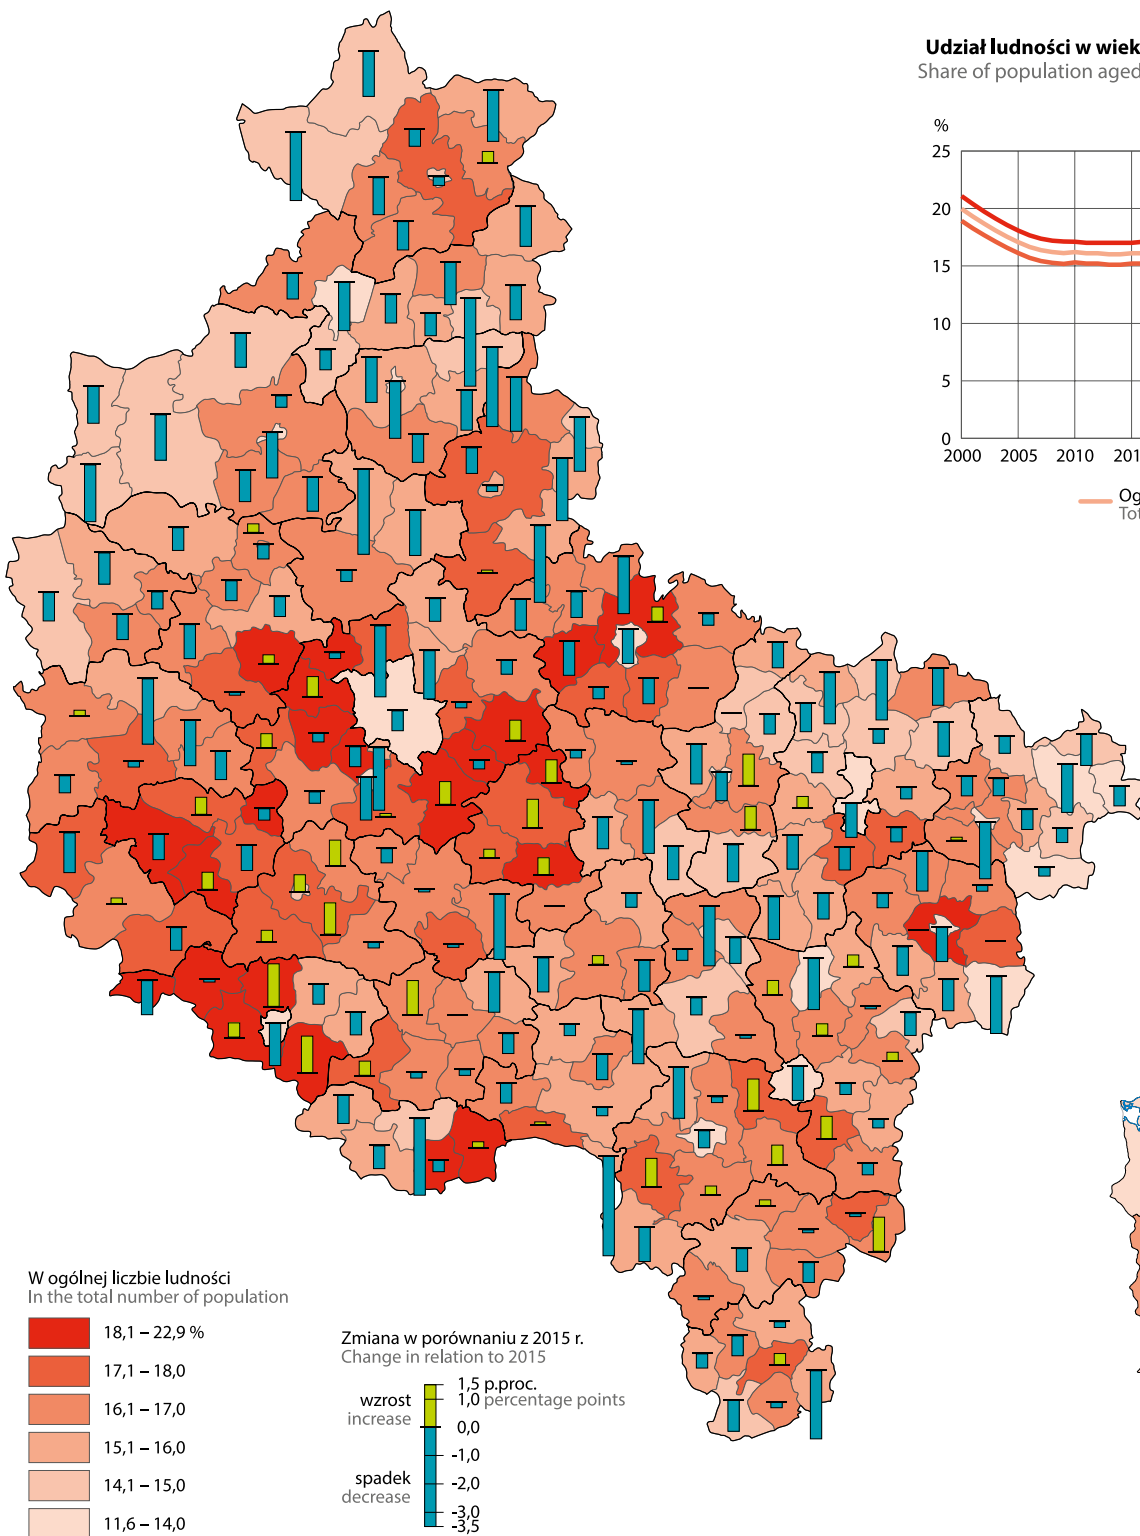 Udział ludności w wiek
Share of population aged
%
25
20
15
10
5
0
2000 2005 2010 201
Og
Tot
W ogólnej liczbie ludności
In the total number of population
18,1 – 22,9 %
17,1 – 18,0
16,1 – 17,0
15,1 – 16,0
14,1 – 15,0
11,6 – 14,0
Zmiana w porównaniu z 2015 r.
Change in relation to 2015
wzrost
increase
spadek
decrease
1,5 p.proc.
1,0 percentage points
0,0
-1,0
-2,0
-3,0
-3,5
4